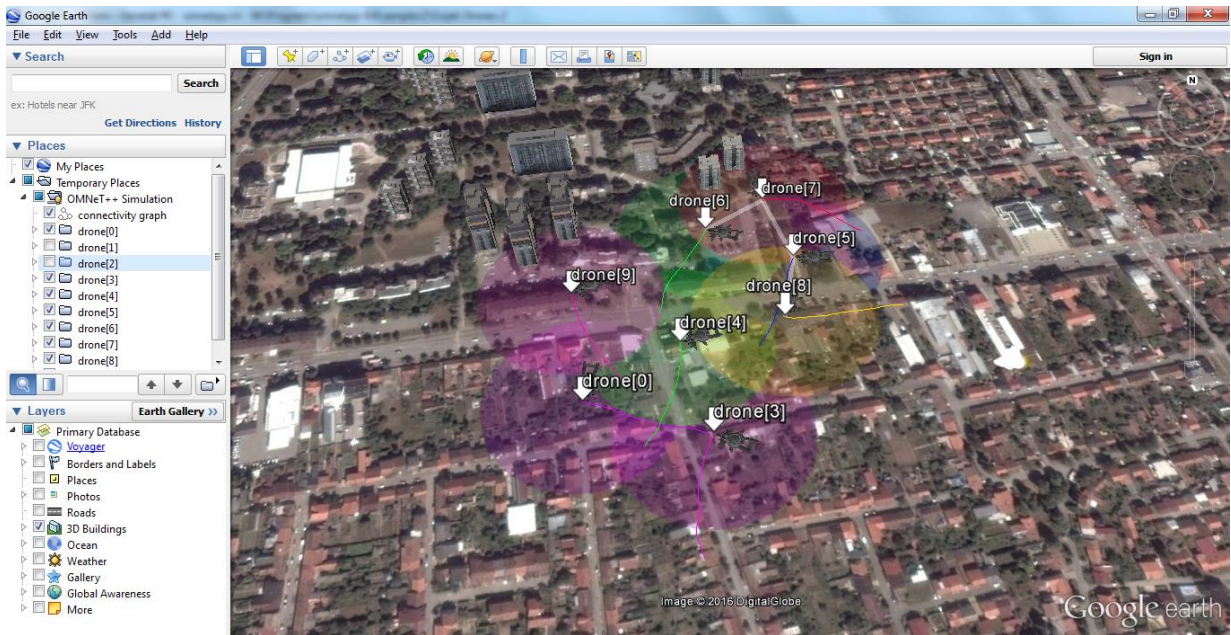 Google Earth
File Edit View Tools Add Help
Sign in
▼ Search
Search
ex: Hotels near JFK
Get Directions History
▼ Places
My Places
Temporary Places
OMNeT++ Simulation
connectivity graph
drone[0]
drone[1]
drone[2]
drone[3]
drone[4]
drone[5]
drone[6]
drone[7]
drone[8]
▼ Layers
Earth Gallery >>
Primary Database
Voyager
Borders and Labels
Places
Photos
Roads
3D Buildings
Ocean
Weather
Gallery
Global Awareness
More
N
drone[7]
drone[6]
drone[5]
drone[9]
drone[8]
drone[4]
drone[0]
drone[3]
Image © 2016 DigitalGlobe
Google earth